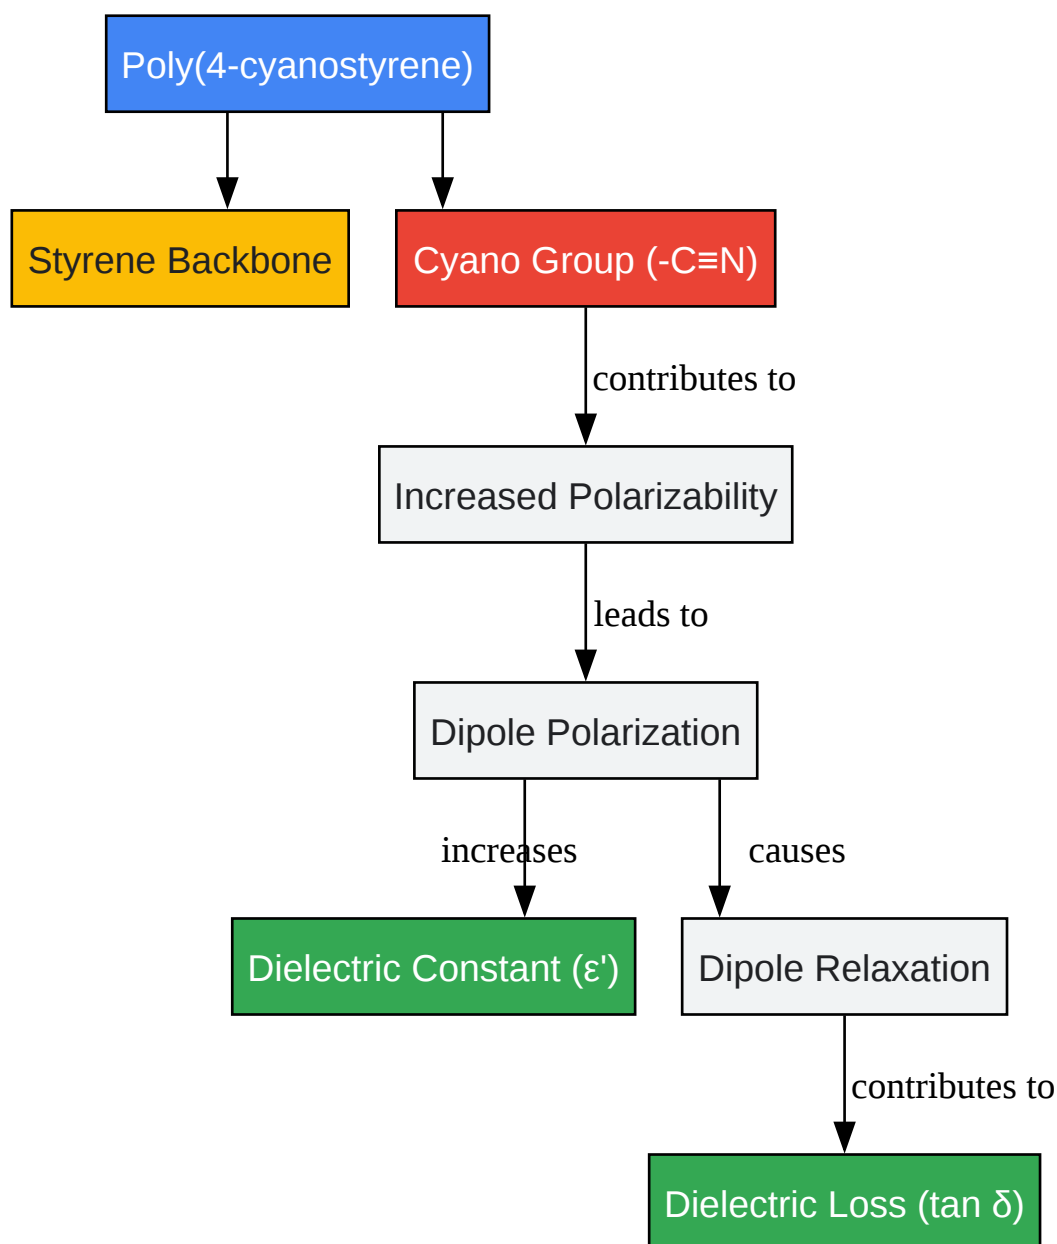 Poly(4-cyanostyrene)
Styrene Backbone
Cyano Group (-C≡N)
contributes to
Increased Polarizability
leads to
Dipole Polarization
increases
causes
Dielectric Constant (ε')
Dipole Relaxation
contributes to
Dielectric Loss (tan δ)